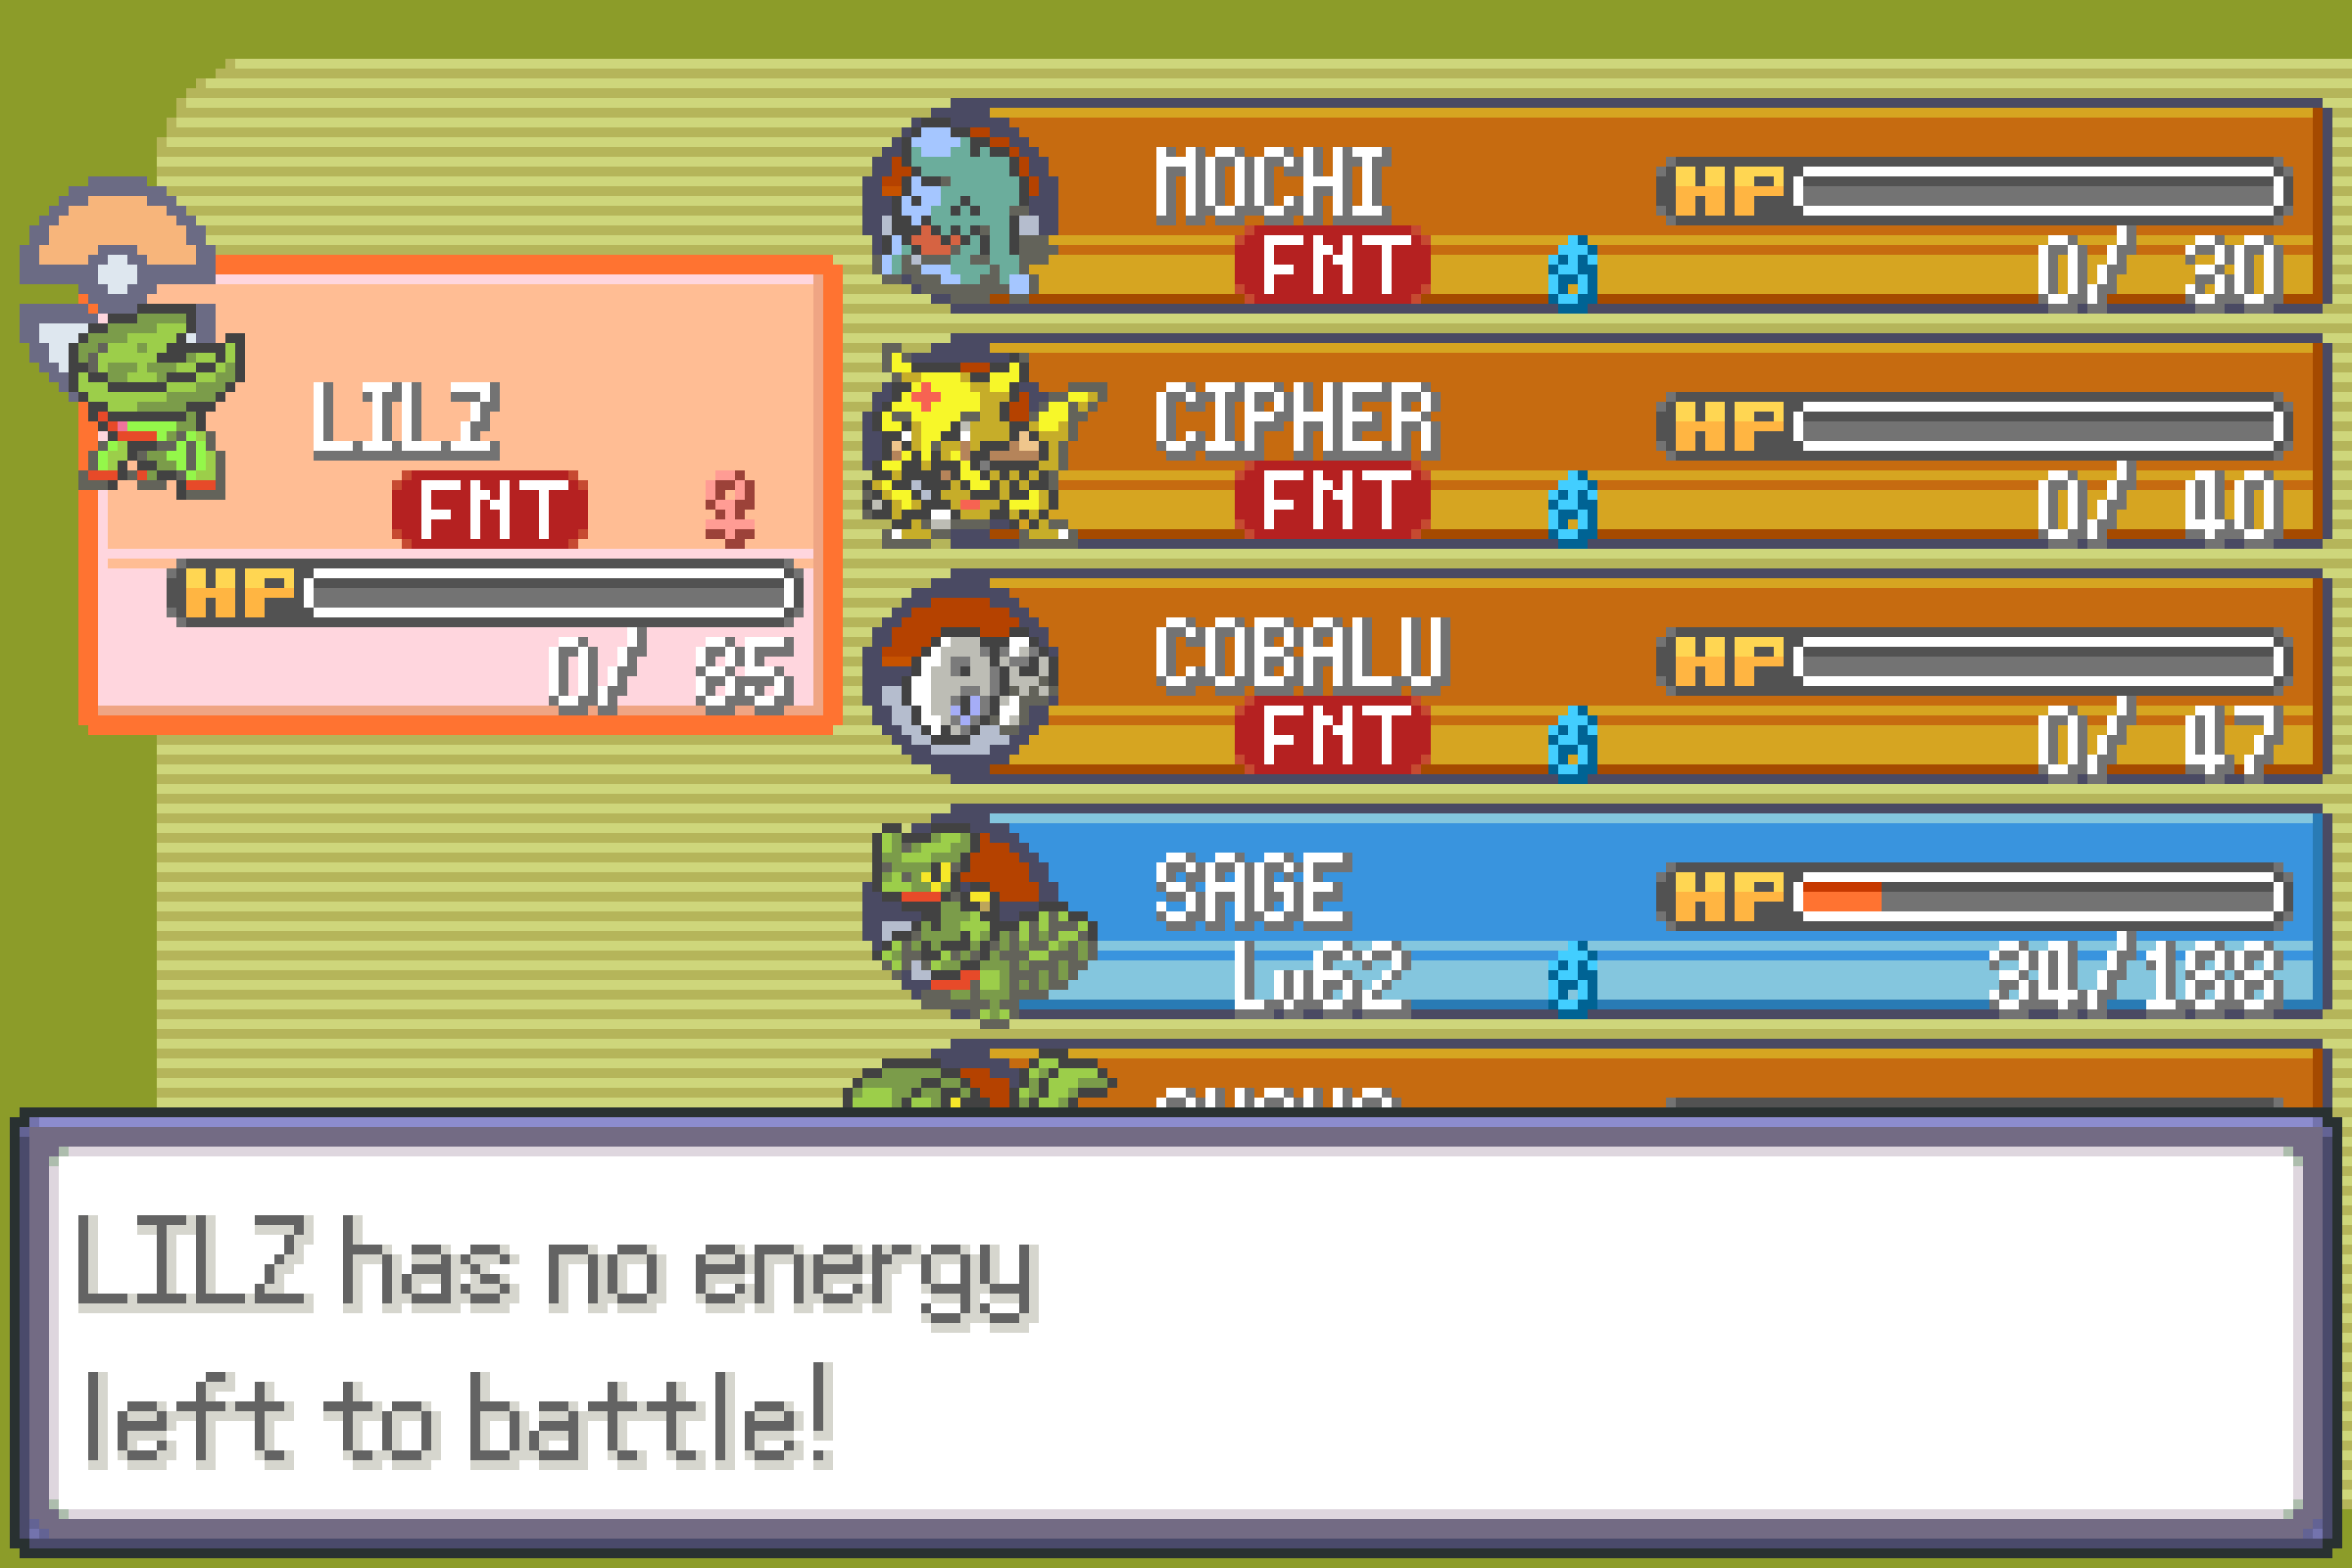 LILZ
FNT ♀
HP
0/ 85
MOCHI
HP
FNT ♂
0/ 30
CIPHER
HP
FNT ♂
0/ 40
COBALU
HP
FNT ♂
0/ 47
SAGE
HP
Lv62 ♂
34/188
LILZ has no energy
left to battle!